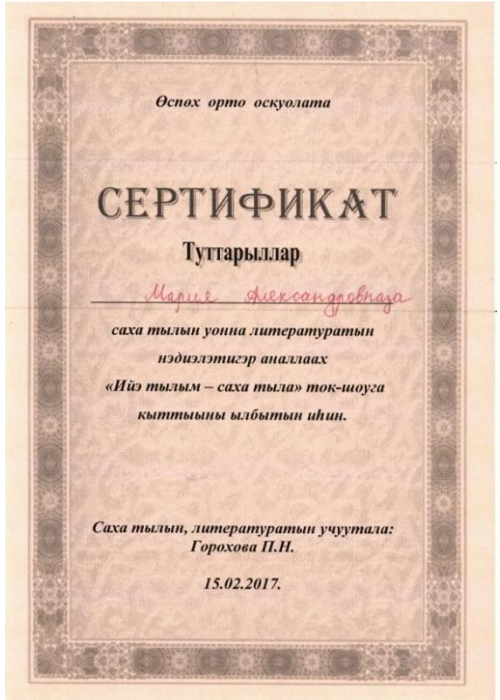 Өспөх орто оскуолата
СЕРТИФИКАТ
Туттарыллар
Мария Александровнаҕа
саха тылын уонна литературатын
нэдиэлэтигэр аналлаах
«Ийэ тылым – саха тыла» ток-шоуга
кыттыыны ылбытын иһин.
Саха тылын, литературатын учуутала:
Горохова П.Н.
15.02.2017.